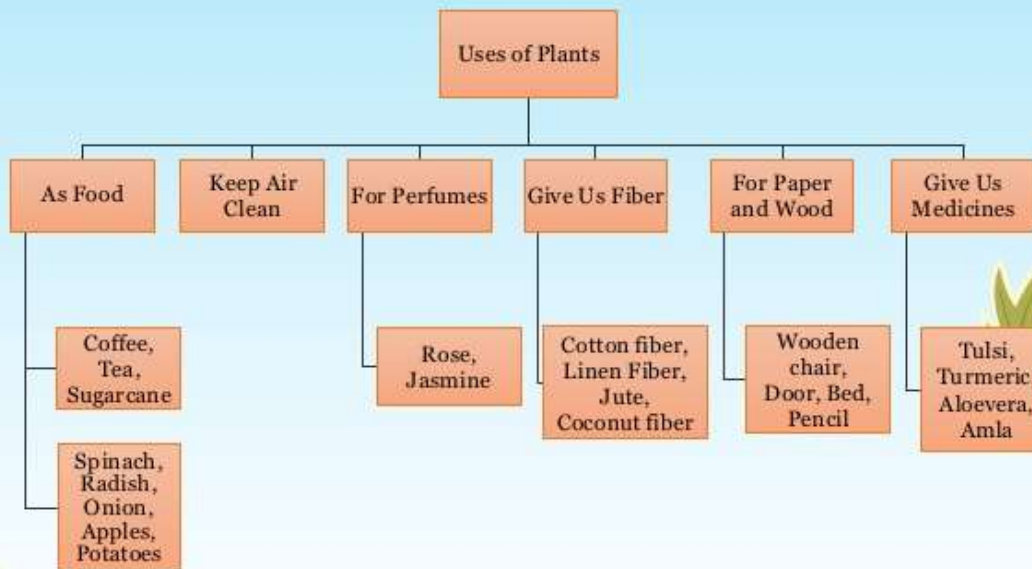 Uses of Plants
As Food
Keep Air
Clean
For Perfumes
Give Us Fiber
For Paper
and Wood
Give Us
Medicines
Coffee,
Tea,
Sugarcane
Rose,
Jasmine
Cotton fiber,
Linen Fiber,
Jute,
Coconut fiber
Wooden
chair,
Door, Bed,
Pencil
Tulsi,
Turmeric
Aloevera,
Amla
Spinach,
Radish,
Onion,
Apples,
Potatoes